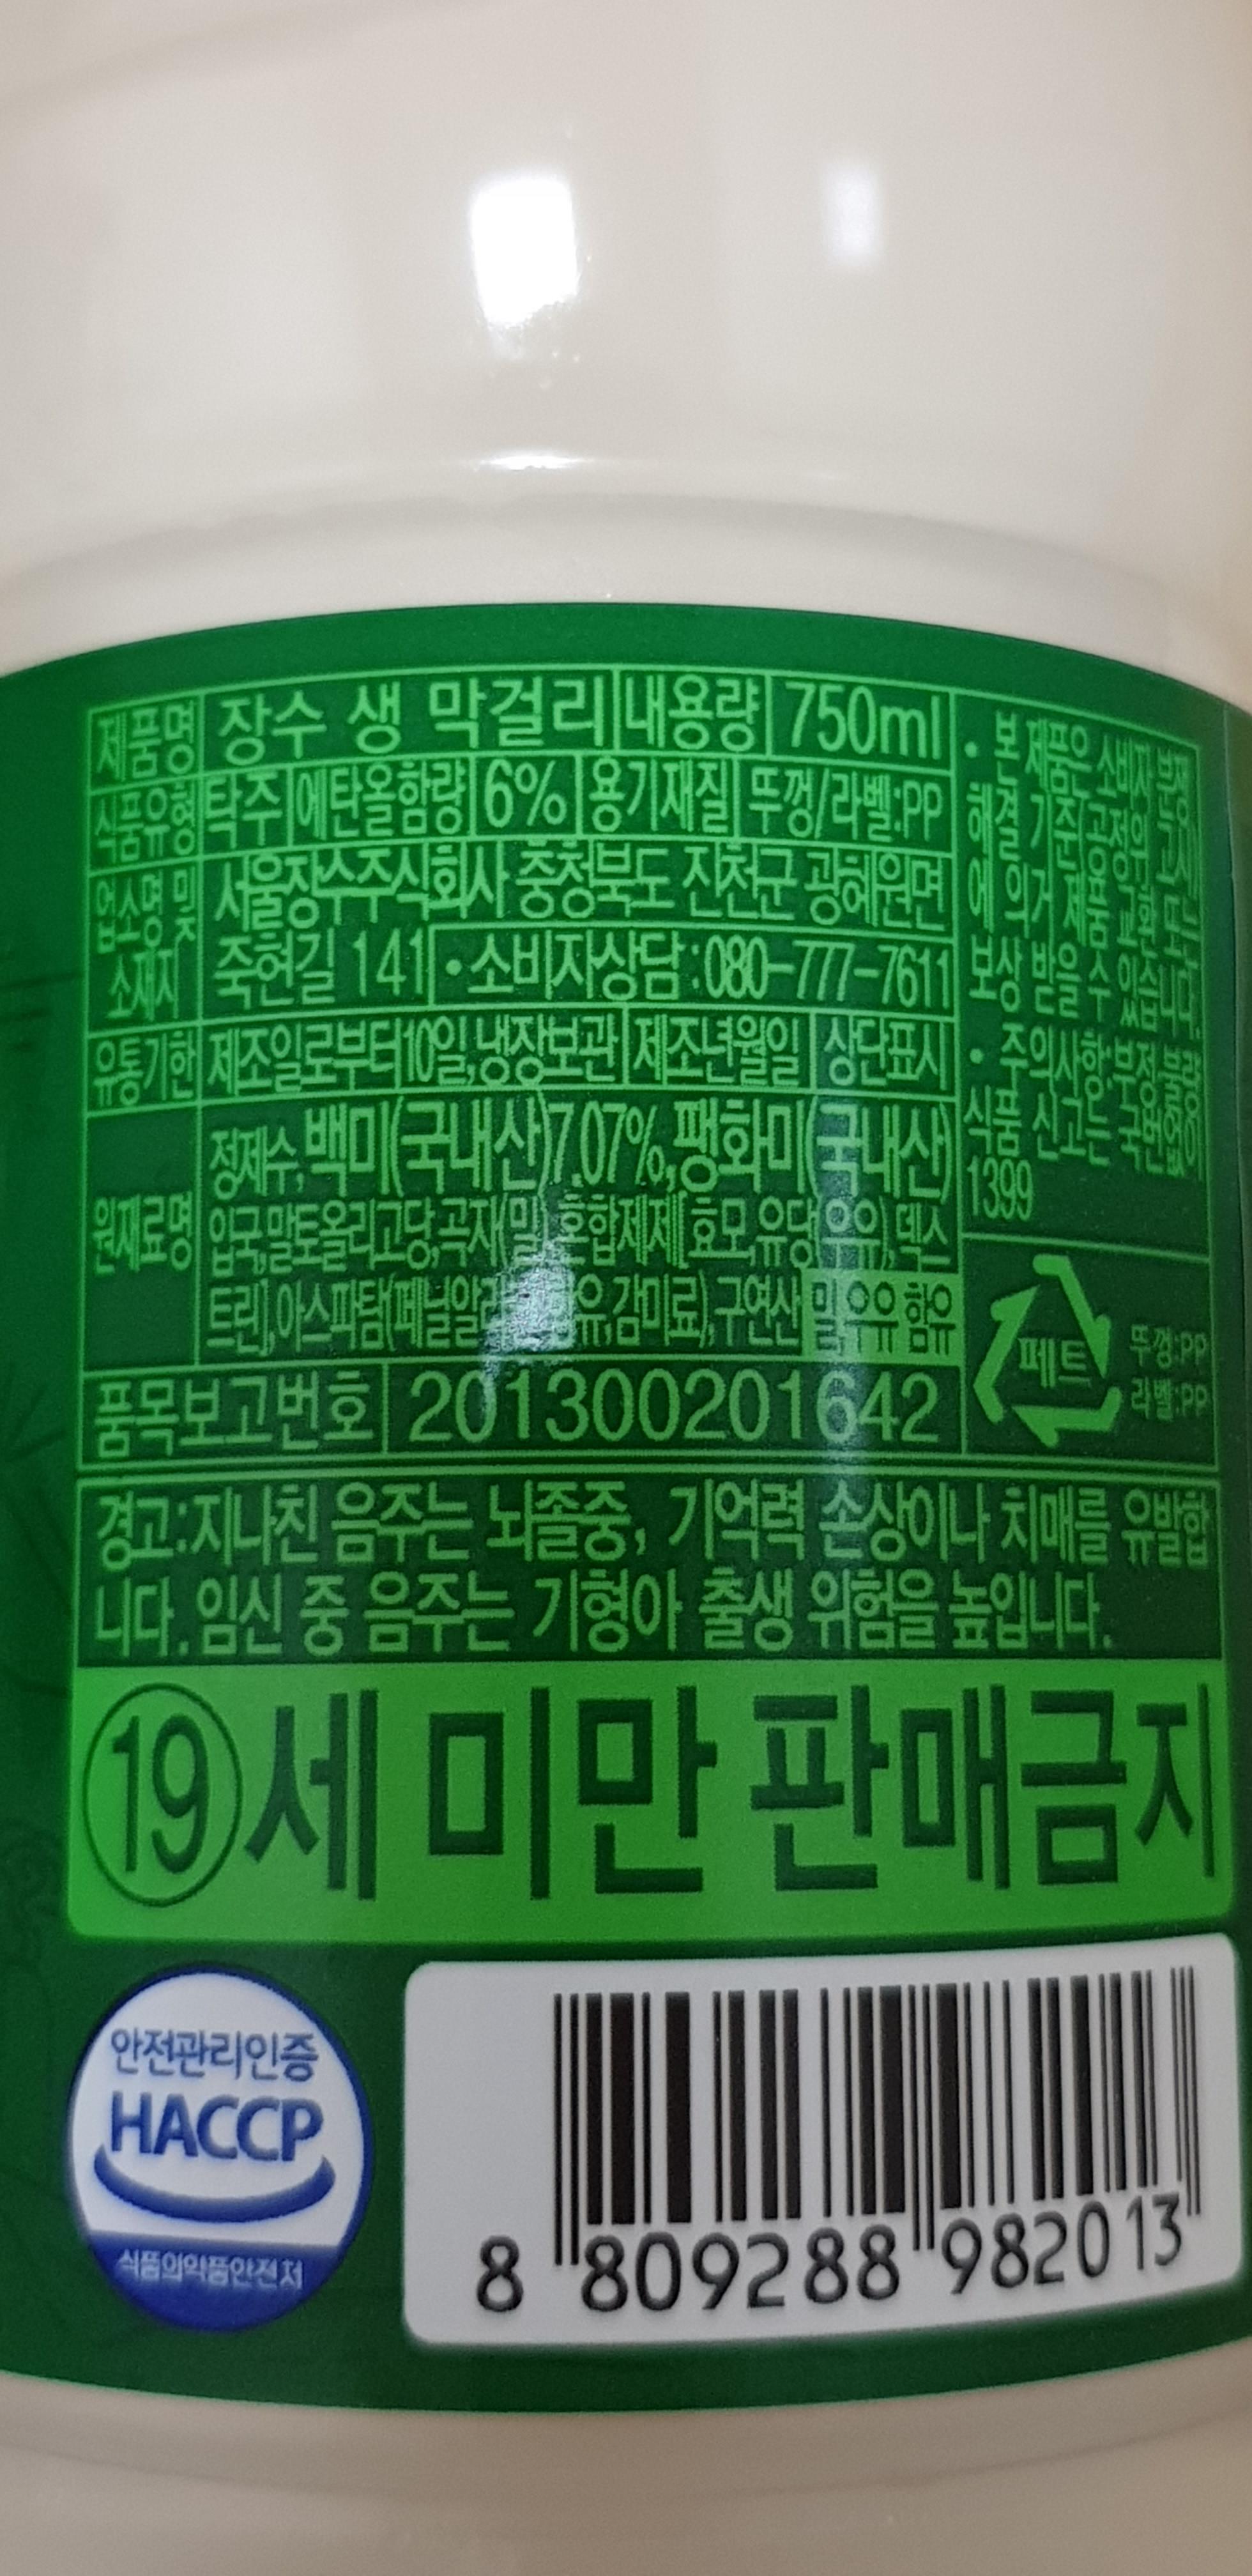 제품명 장수 생 막걸리 내용량 750ml
식품유형 탁주 에탄올함량 6% 용기재질 뚜껑/라벨:PP
업소명 및 소재지 서울장수주식회사 충청북도 진천군 광혜원면
죽현길 141 • 소비자상담:080-777-7611
유통기한 제조일로부터10일,냉장보관 제조년월일 상단표시
원재료명 정제수,백미(국내산)7.07%,팽화미(국내산)
입국,말토올리고당,곡자(밀),혼합제제[효모,유당(우유),덱스
트린],아스파탐(페닐알라닌함유,감미료),구연산 밀,우유 함유
품목보고번호 201300201642
• 본 제품은 소비자 분쟁
해결 기준(공정위 고시)
에 의거 제품 교환 또는
보상 받을 수 있습니다.
• 주의사항:부정·불량
식품 신고는 국번없이
1399
페트
뚜껑:PP
라벨:PP
경고:지나친 음주는 뇌졸중, 기억력 손상이나 치매를 유발합
니다. 임신 중 음주는 기형아 출생 위험을 높입니다.
19세 미만 판매금지
안전관리인증
HACCP
식품의약품안전처
8 809288 982013